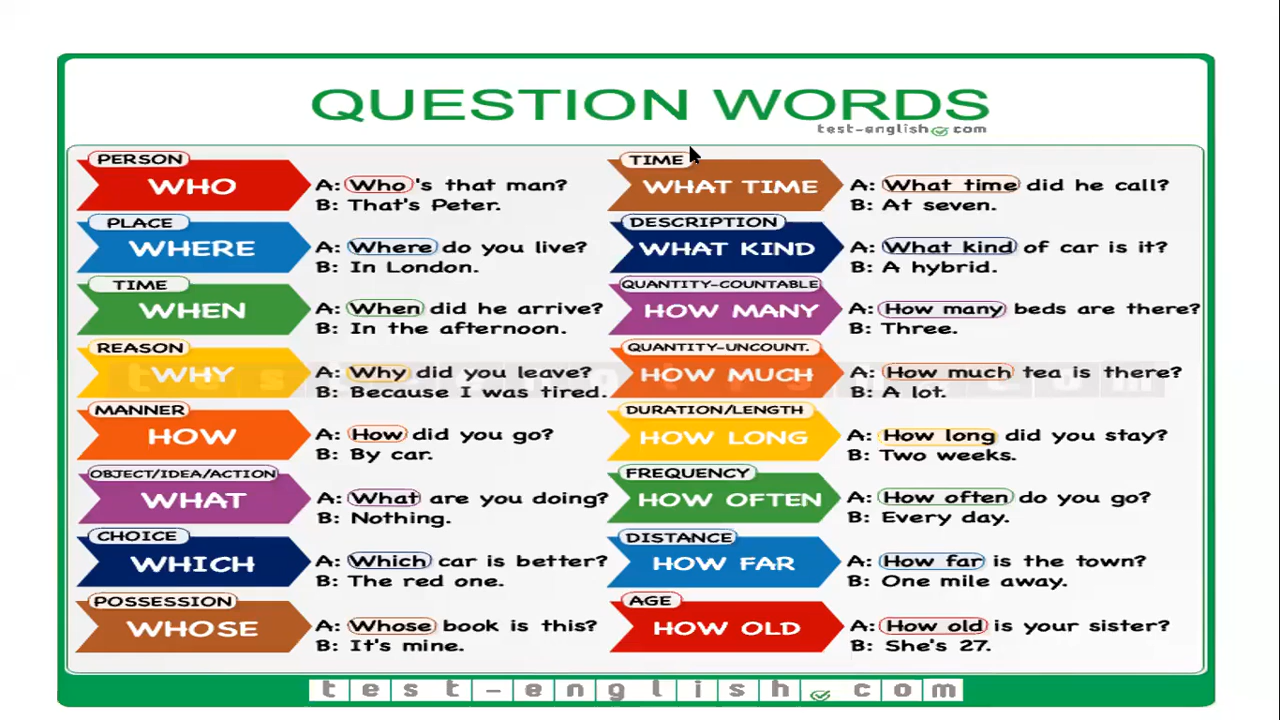 QUESTION WORDS
test-english.com
PERSON
WHO
A: Who's that man?
B: That's Peter.
PLACE
WHERE
A: Where do you live?
B: In London.
TIME
WHEN
A: When did he arrive?
B: In the afternoon.
REASON
WHY
A: Why did you leave?
B: Because I was tired.
MANNER
HOW
A: How did you go?
B: By car.
OBJECT/IDEA/ACTION
WHAT
A: What are you doing?
B: Nothing.
CHOICE
WHICH
A: Which car is better?
B: The red one.
POSSESSION
WHOSE
A: Whose book is this?
B: It's mine.
TIME
WHAT TIME
A: What time did he call?
B: At seven.
DESCRIPTION
WHAT KIND
A: What kind of car is it?
B: A hybrid.
QUANTITY-COUNTABLE
HOW MANY
A: How many beds are there?
B: Three.
QUANTITY-UNCOUNT.
HOW MUCH
A: How much tea is there?
B: A lot.
DURATION/LENGTH
HOW LONG
A: How long did you stay?
B: Two weeks.
FREQUENCY
HOW OFTEN
A: How often do you go?
B: Every day.
DISTANCE
HOW FAR
A: How far is the town?
B: One mile away.
AGE
HOW OLD
A: How old is your sister?
B: She's 27.
test-english.com